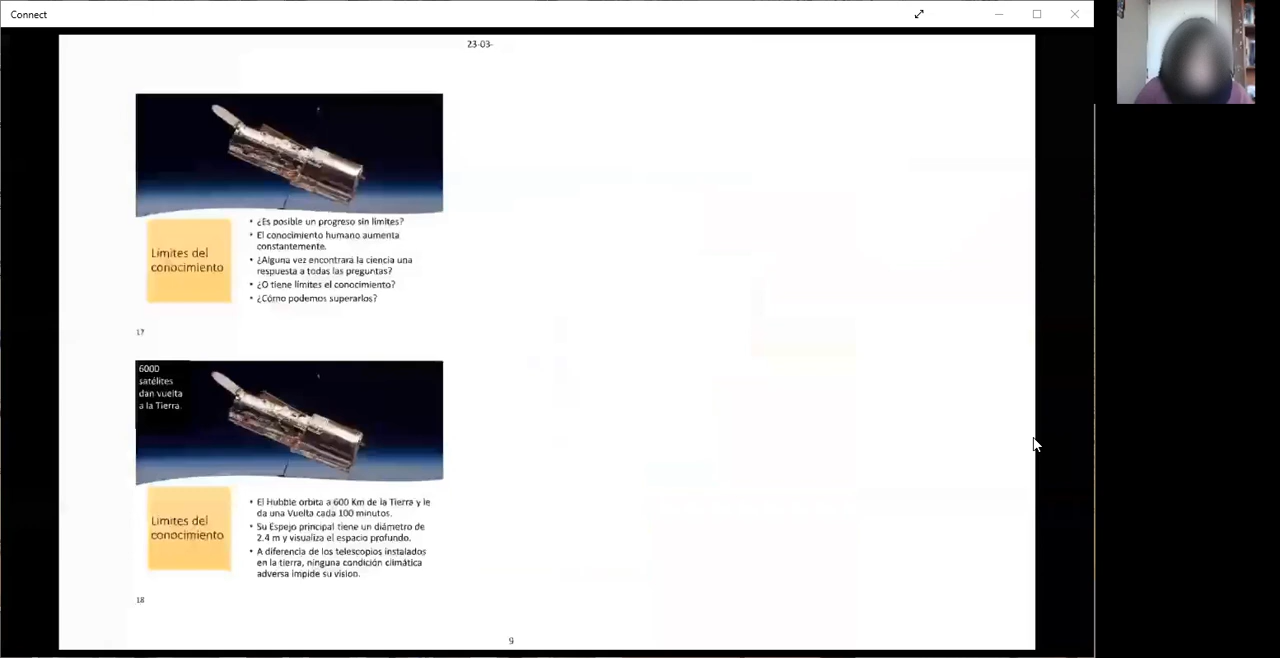 Connect
23-03-
Límites del
conocimiento
• ¿Es posible un progreso sin límites?
• El conocimiento humano aumenta
constantemente.
• ¿Alguna vez encontrará la ciencia una
respuesta a todas las preguntas?
• ¿O tiene límites el conocimiento?
• ¿Cómo podemos superarlos?
17
6000
satélites
dan vuelta
a la Tierra.
Límites del
conocimiento
• El Hubble orbita a 600 Km de la Tierra y le
da una Vuelta cada 100 minutos.
• Su Espejo principal tiene un diámetro de
2.4 m y visualiza el espacio profundo.
• A diferencia de los telescopios instalados
en la tierra, ninguna condición climática
adversa impide su vision.
18
9